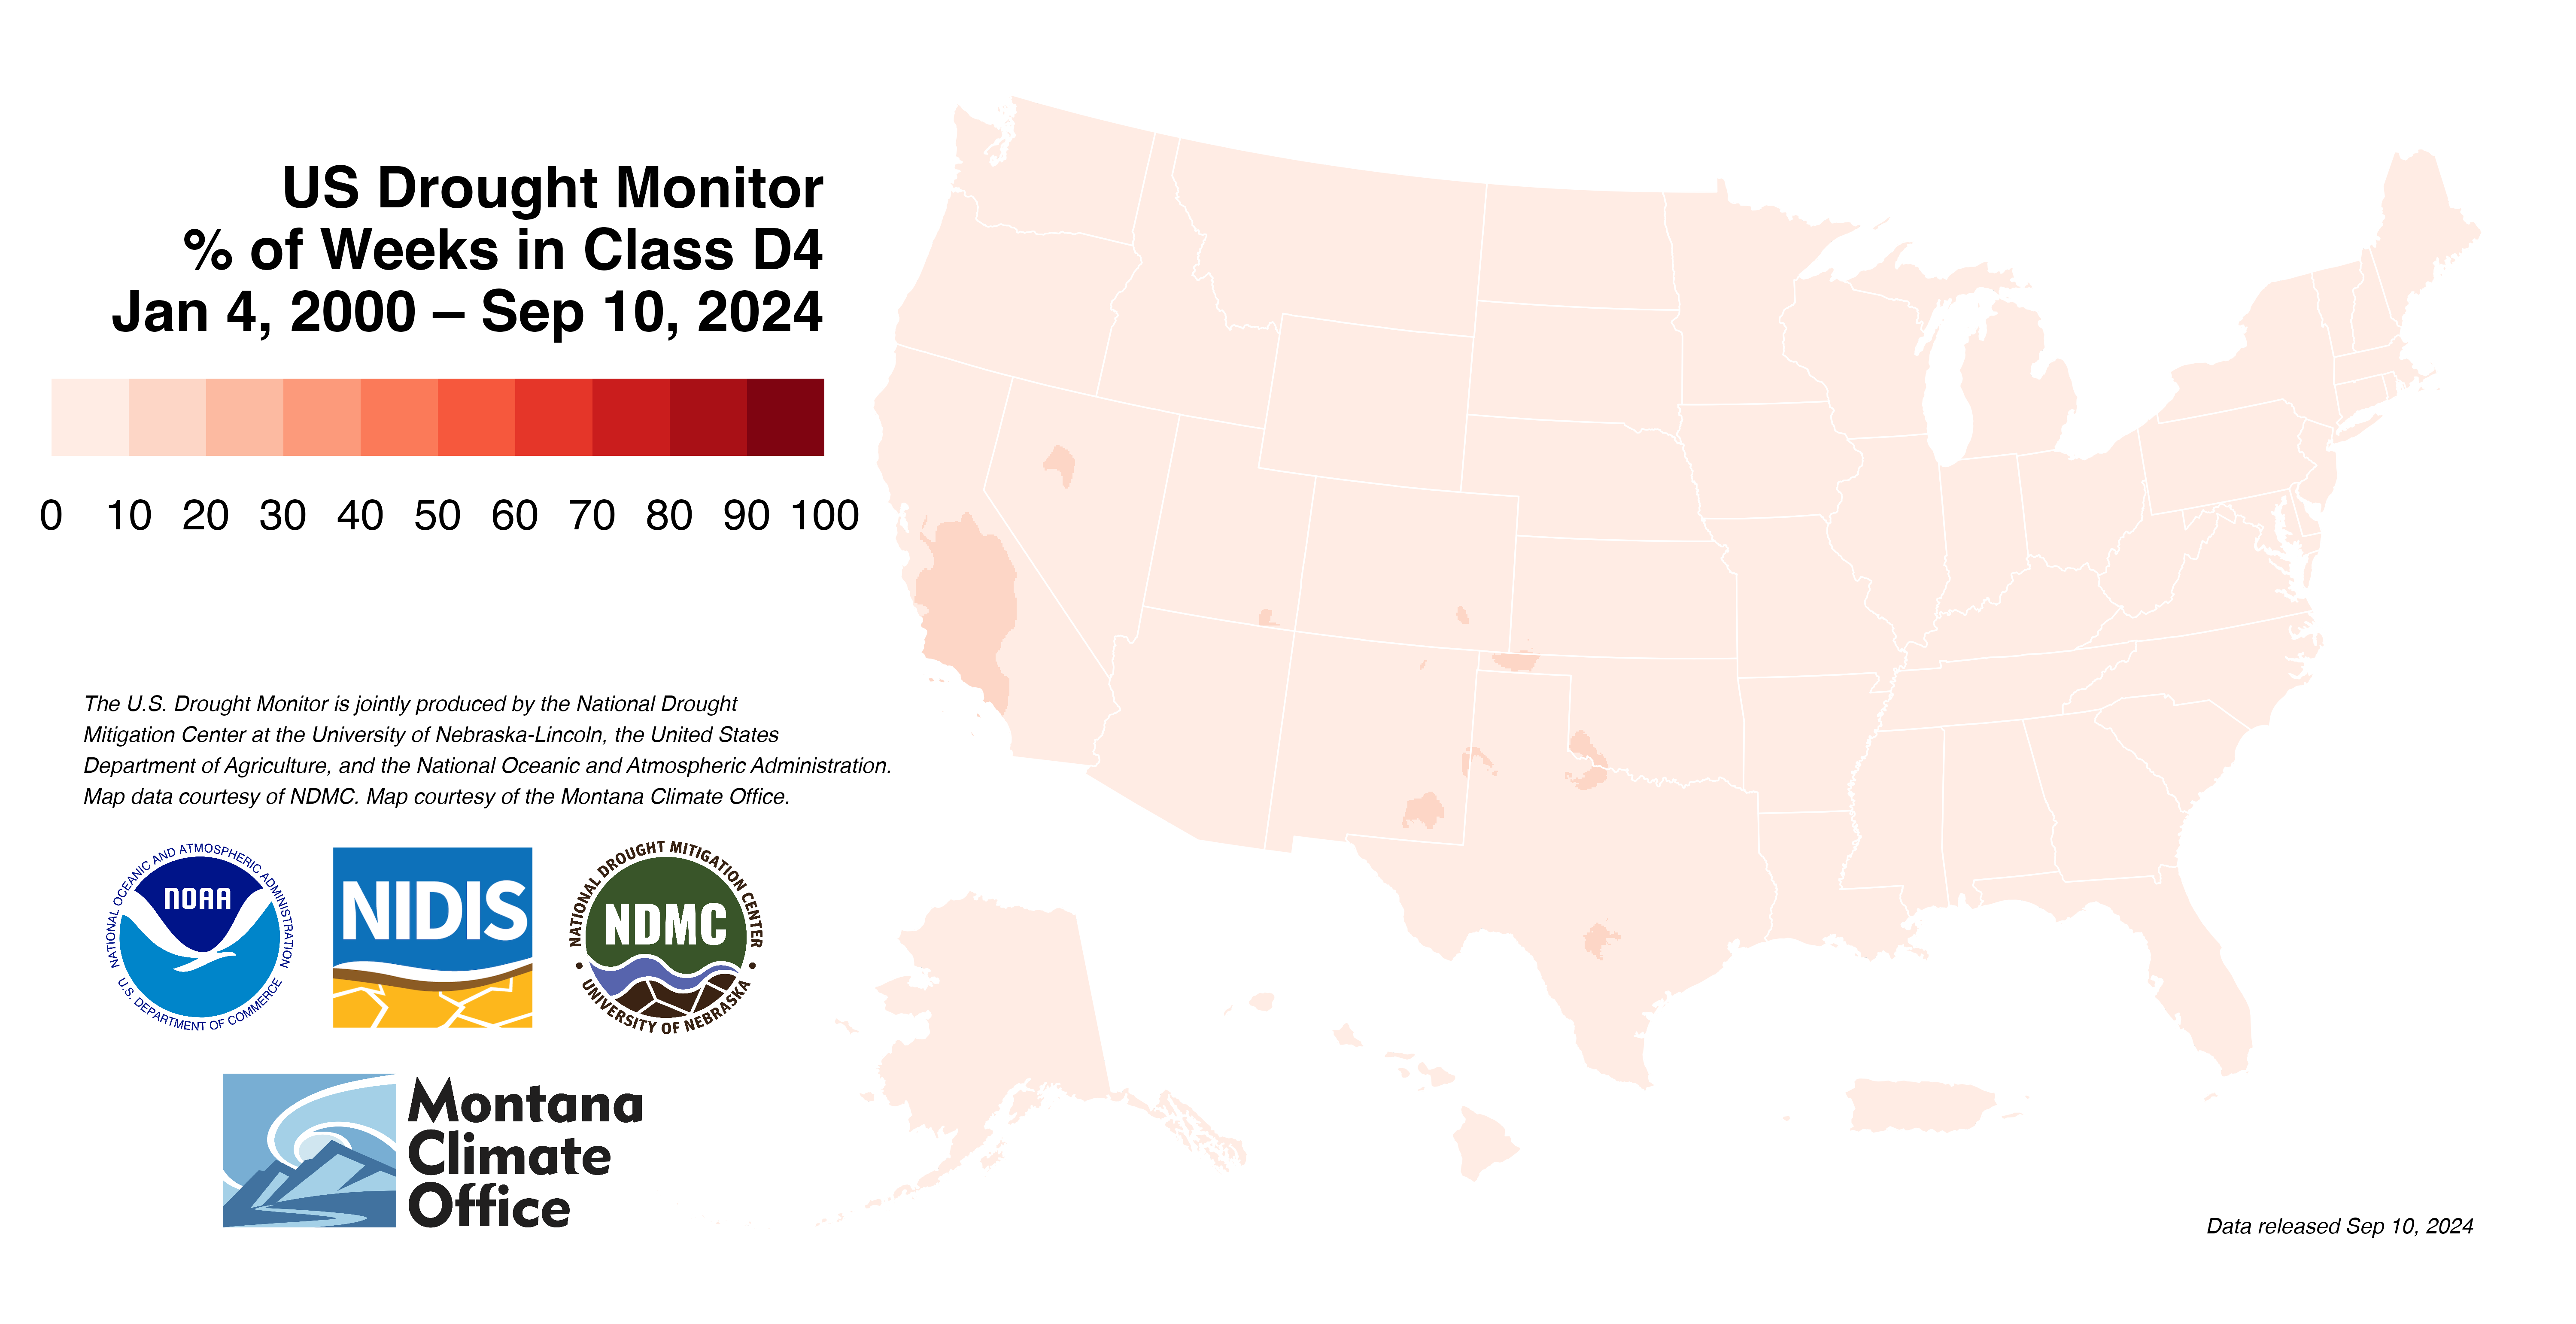 US Drought Monitor
% of Weeks in Class D4
Jan 4, 2000 – Sep 10, 2024
0 10 20 30 40 50 60 70 80 90 100
The U.S. Drought Monitor is jointly produced by the National Drought
Mitigation Center at the University of Nebraska-Lincoln, the United States
Department of Agriculture, and the National Oceanic and Atmospheric Administration.
Map data courtesy of NDMC. Map courtesy of the Montana Climate Office.
NATIONAL OCEANIC AND ATMOSPHERIC ADMINISTRATION
NOAA
U.S. DEPARTMENT OF COMMERCE
NIDIS
NATIONAL DROUGHT MITIGATION CENTER
NDMC
UNIVERSITY OF NEBRASKA
Montana
Climate
Office
Data released Sep 10, 2024